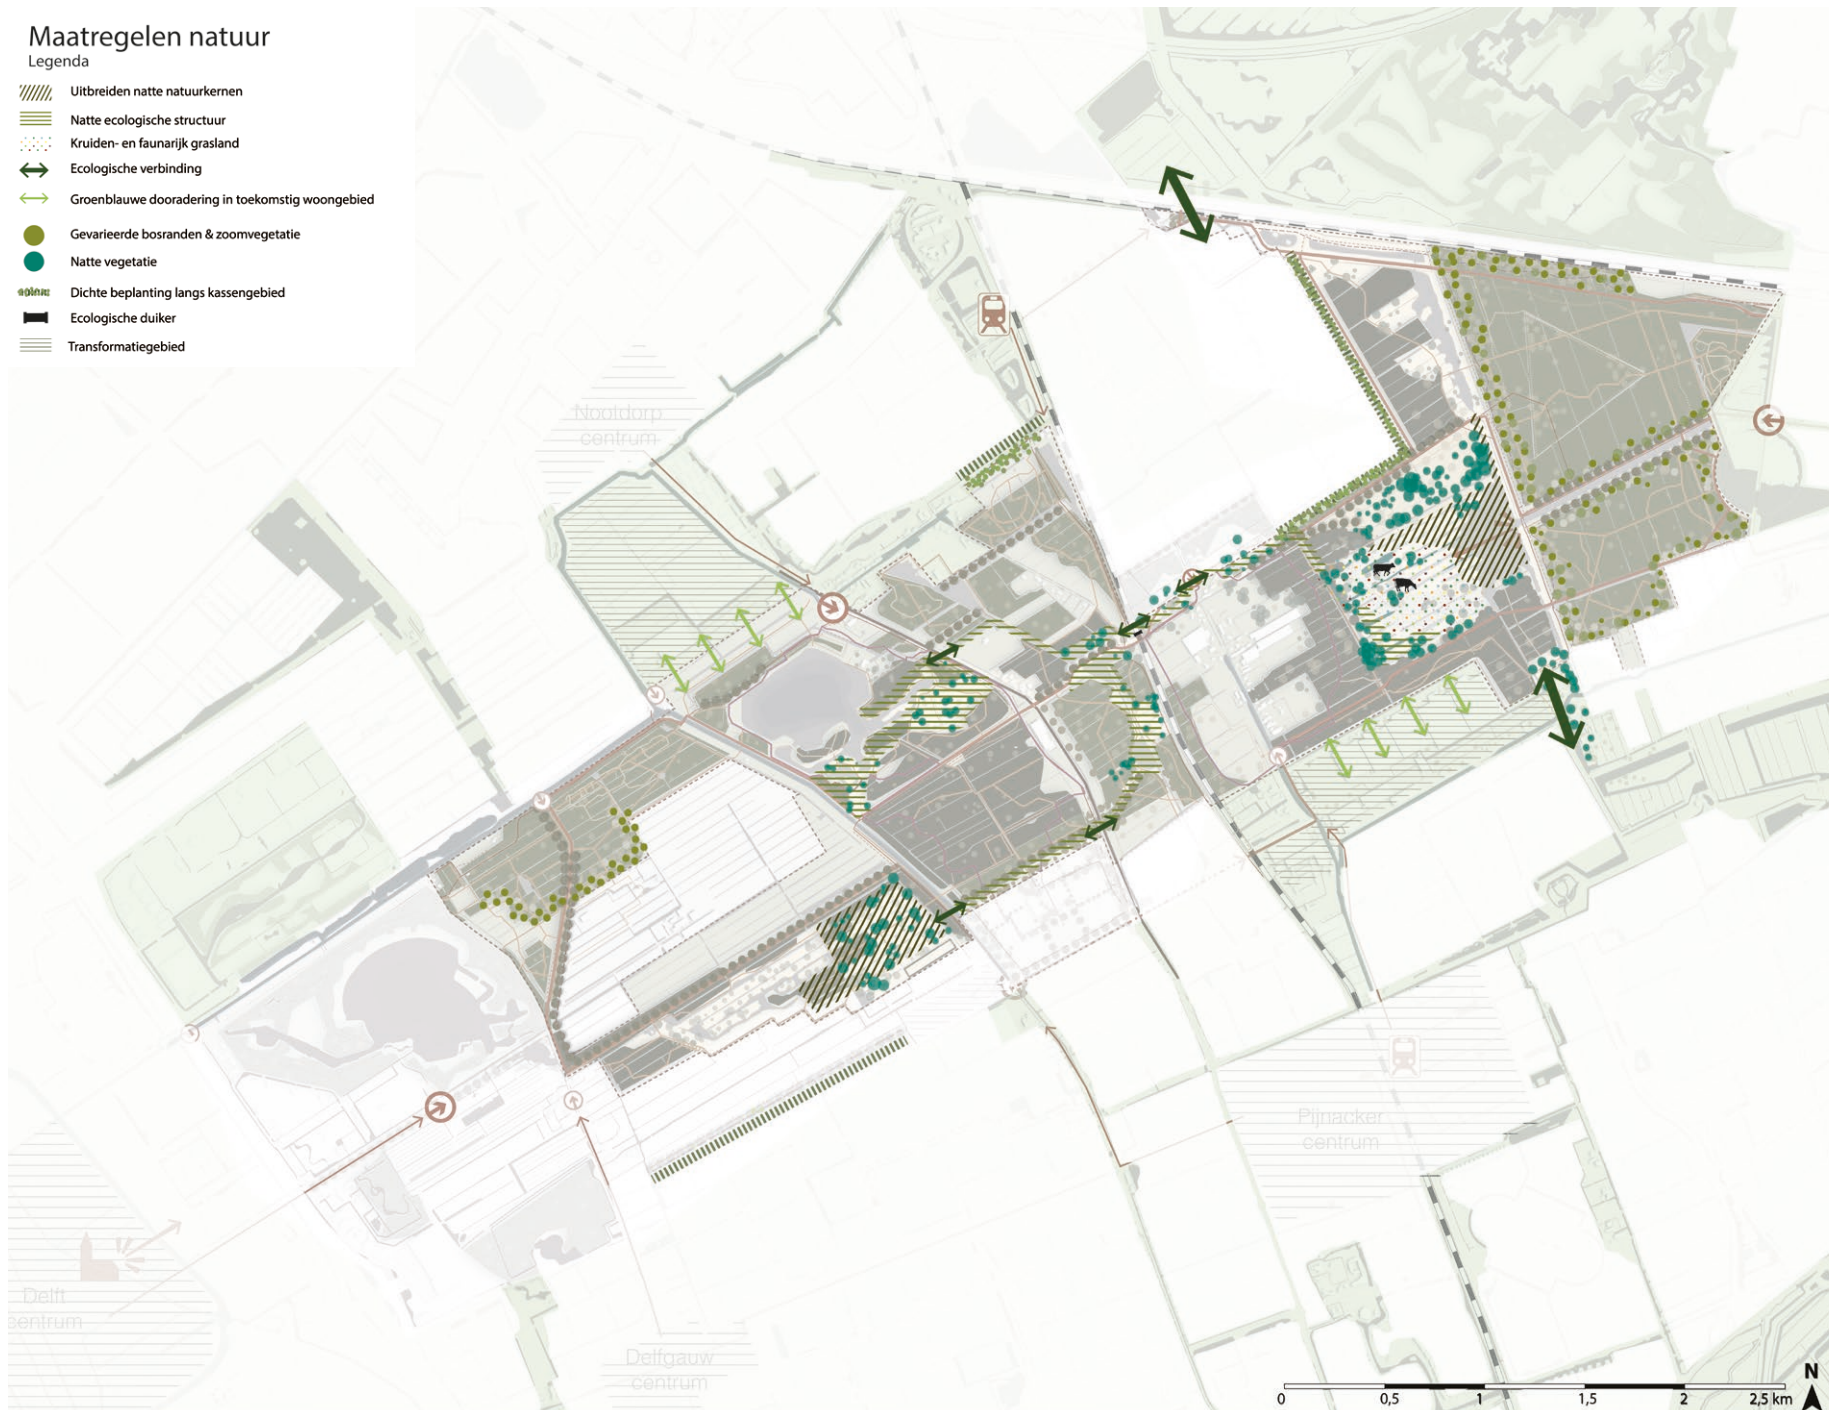 Maatregelen natuur
Legenda
Uitbreiden natte natuurkernen
Natte ecologische structuur
Kruiden- en faunarijk grasland
Ecologische verbinding
Groenblauwe dooradering in toekomstig woongebied
Gevarieerde bosranden & zoomvegetatie
Natte vegetatie
Dichte beplanting langs kassengebied
Ecologische duiker
Transformatiegebied
Nootdorp
centrum
Pijnacker
centrum
Delft
centrum
Delfgauw
centrum
N
0 0,5 1 1,5 2 2,5 km